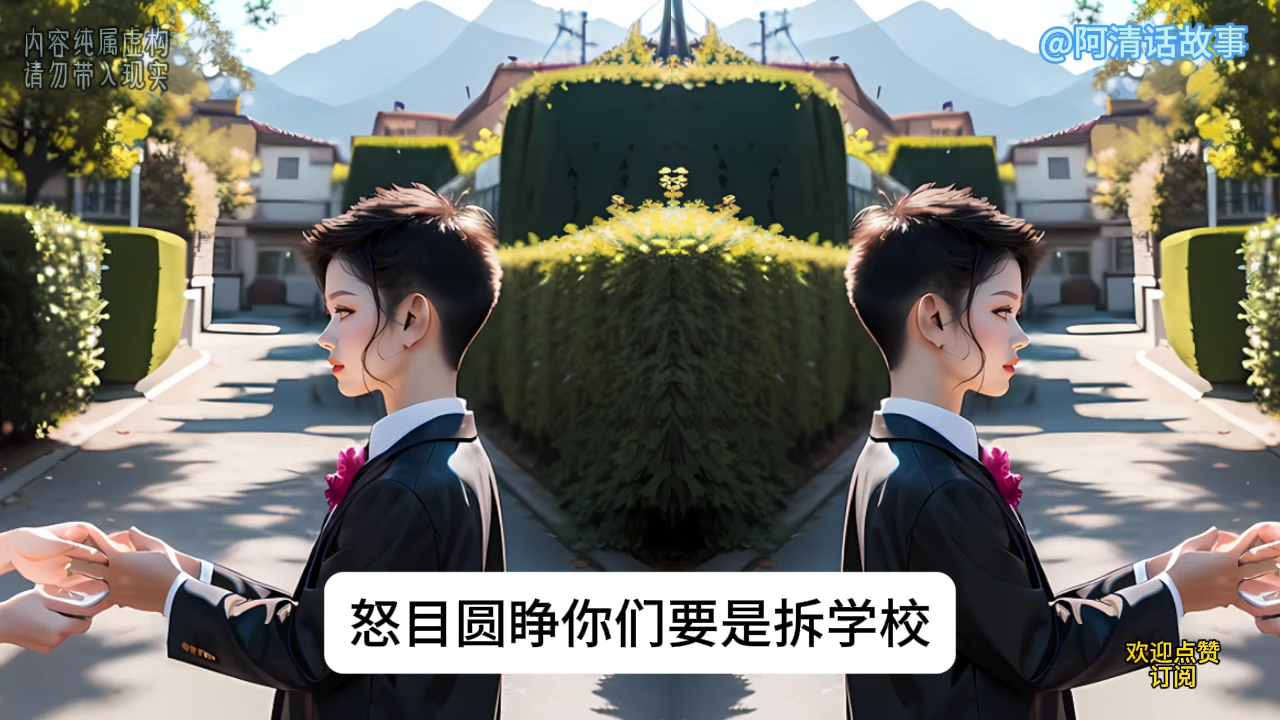 内容纯属虚构
请勿带入现实
@阿清话故事
怒目圆睁你们要是拆学校
欢迎点赞
订阅